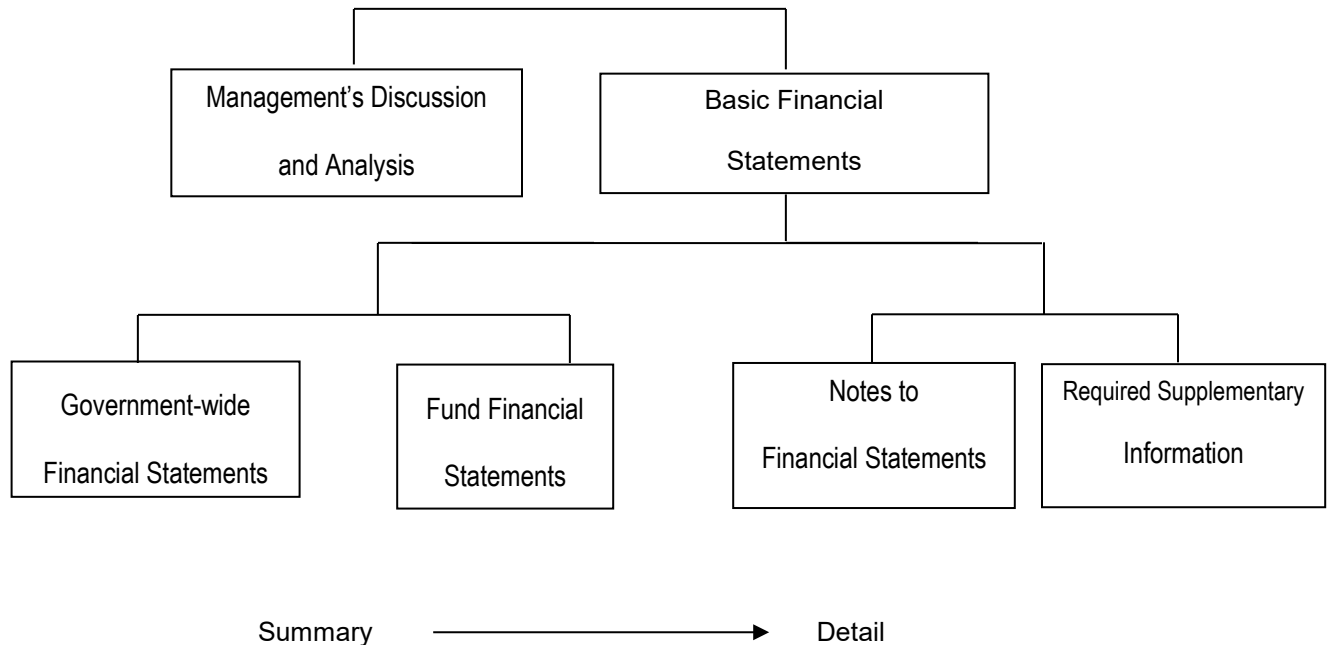 Management’s Discussion
and Analysis
Basic Financial
Statements
Government-wide
Financial Statements
Fund Financial
Statements
Notes to
Financial Statements
Required Supplementary
Information
Summary
Detail